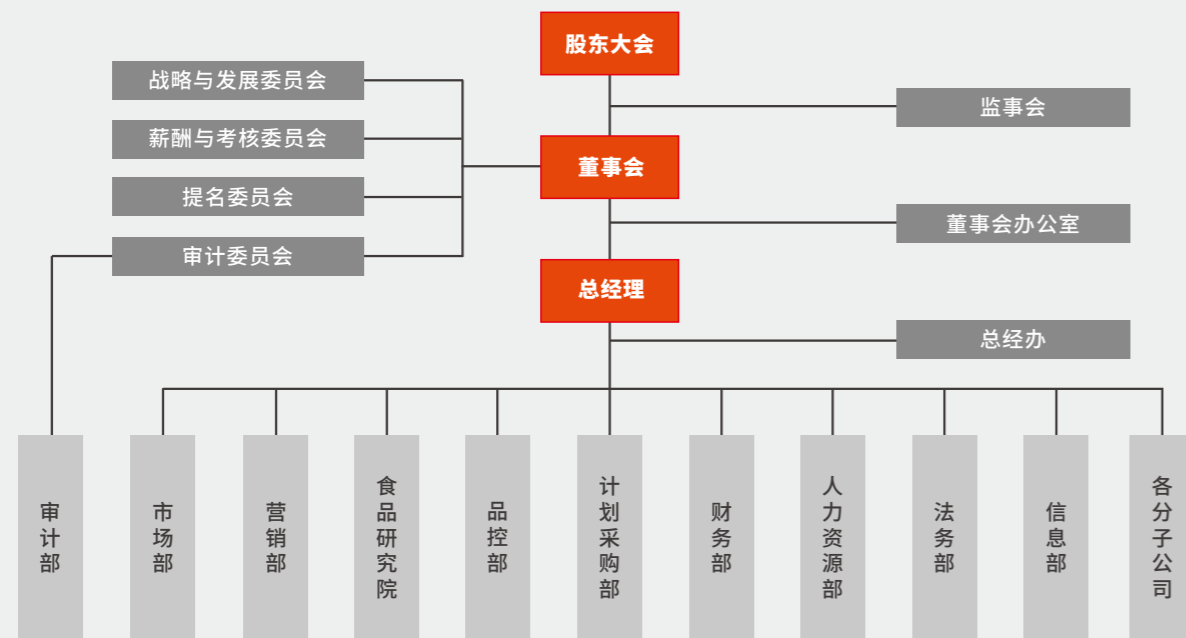 股东大会
战略与发展委员会
监事会
薪酬与考核委员会
董事会
提名委员会
董事会办公室
审计委员会
总经理
总经办
审计部
市场部
营销部
食品研究院
品控部
计划采购部
财务部
人力资源部
法务部
信息部
各分子公司